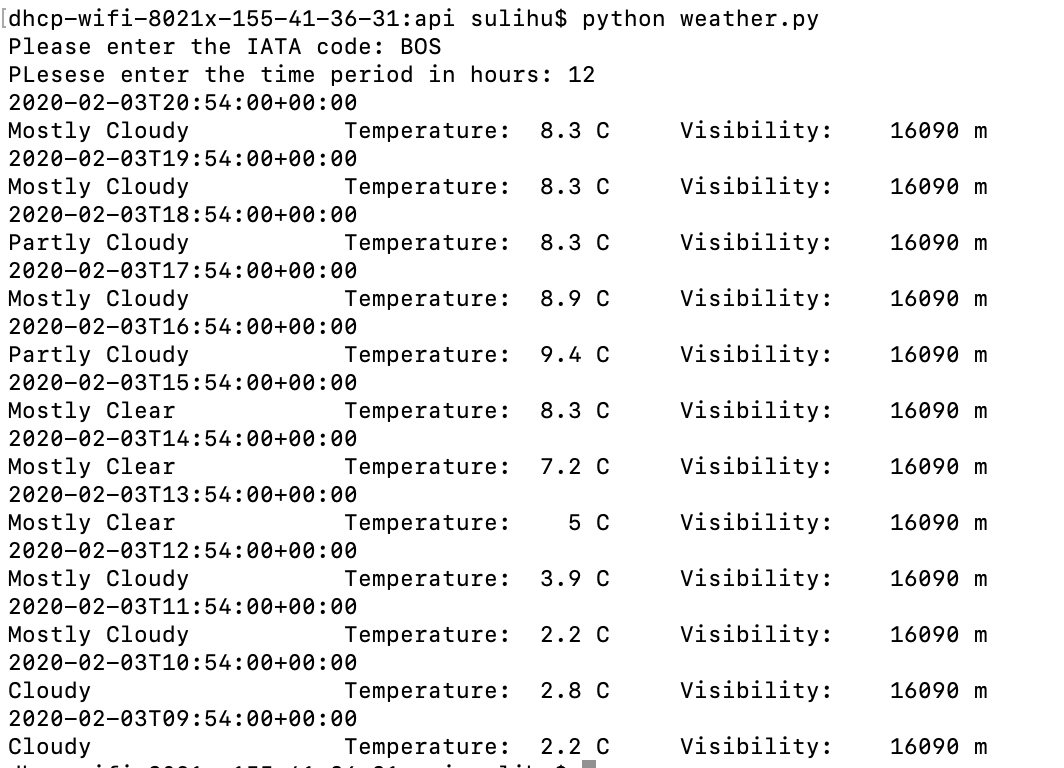 [dhcp-wifi-8021x-155-41-36-31:api sulihu$ python weather.py
Please enter the IATA code: BOS
PLesese enter the time period in hours: 12
2020-02-03T20:54:00+00:00
Mostly Cloudy Temperature: 8.3 C Visibility: 16090 m
2020-02-03T19:54:00+00:00
Mostly Cloudy Temperature: 8.3 C Visibility: 16090 m
2020-02-03T18:54:00+00:00
Partly Cloudy Temperature: 8.3 C Visibility: 16090 m
2020-02-03T17:54:00+00:00
Mostly Cloudy Temperature: 8.9 C Visibility: 16090 m
2020-02-03T16:54:00+00:00
Partly Cloudy Temperature: 9.4 C Visibility: 16090 m
2020-02-03T15:54:00+00:00
Mostly Clear Temperature: 8.3 C Visibility: 16090 m
2020-02-03T14:54:00+00:00
Mostly Clear Temperature: 7.2 C Visibility: 16090 m
2020-02-03T13:54:00+00:00
Mostly Clear Temperature: 5 C Visibility: 16090 m
2020-02-03T12:54:00+00:00
Mostly Cloudy Temperature: 3.9 C Visibility: 16090 m
2020-02-03T11:54:00+00:00
Mostly Cloudy Temperature: 2.2 C Visibility: 16090 m
2020-02-03T10:54:00+00:00
Cloudy Temperature: 2.8 C Visibility: 16090 m
2020-02-03T09:54:00+00:00
Cloudy Temperature: 2.2 C Visibility: 16090 m